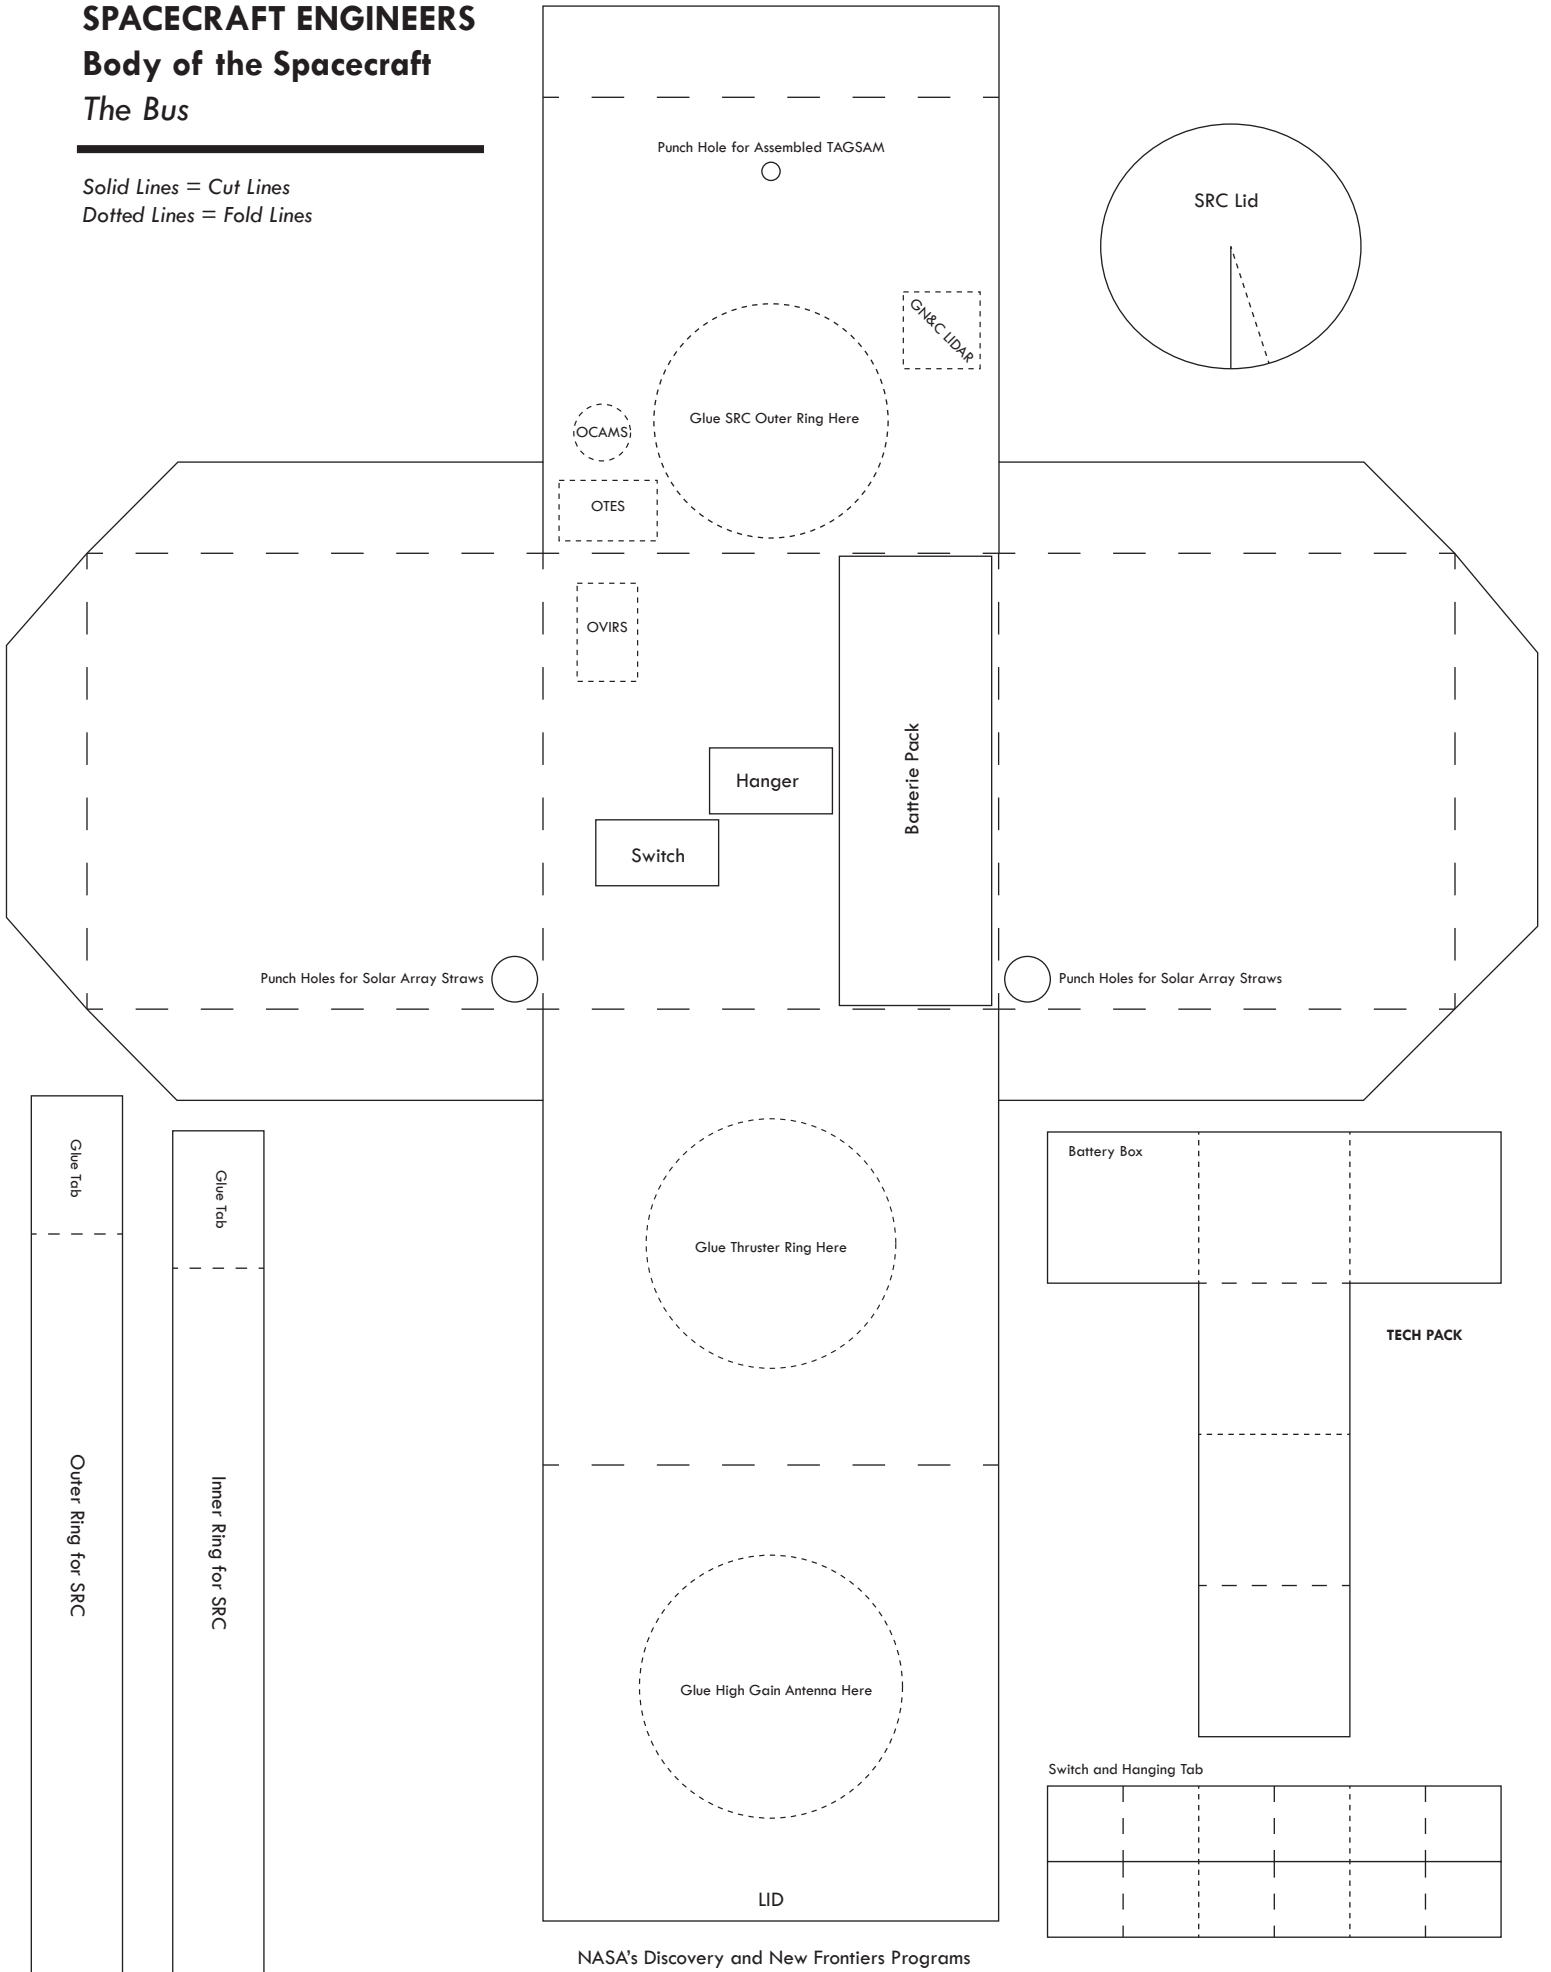 SPACECRAFT ENGINEERS
Body of the Spacecraft
The Bus
Solid Lines = Cut Lines
Dotted Lines = Fold Lines
Punch Hole for Assembled TAGSAM
SRC Lid
GN&C LIDAR
Glue SRC Outer Ring Here
OCAMS
OTES
OVIRS
Hanger
Switch
Batterie Pack
Punch Holes for Solar Array Straws
Punch Holes for Solar Array Straws
Glue Tab
Outer Ring for SRC
Glue Tab
Inner Ring for SRC
Glue Thruster Ring Here
Battery Box
TECH PACK
Glue High Gain Antenna Here
Switch and Hanging Tab
LID
NASA's Discovery and New Frontiers Programs